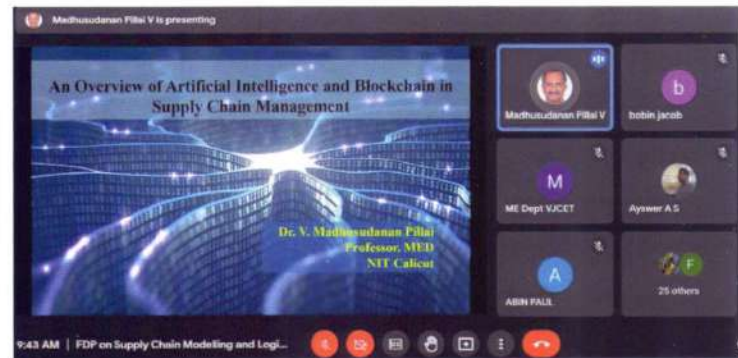 Madhusudanan Pillai V is presenting
An Overview of Artificial Intelligence and Blockchain in
Supply Chain Management
Dr. V. Madhusudanan Pillai
Professor, MED
NIT Calicut
Madhusudanan Pillai V
b
bobin jacob
M
ME Dept VJCET
Ayswer A S
A
ABIN PAUL
F
25 others
9:43 AM | FDP on Supply Chain Modelling and Logi...